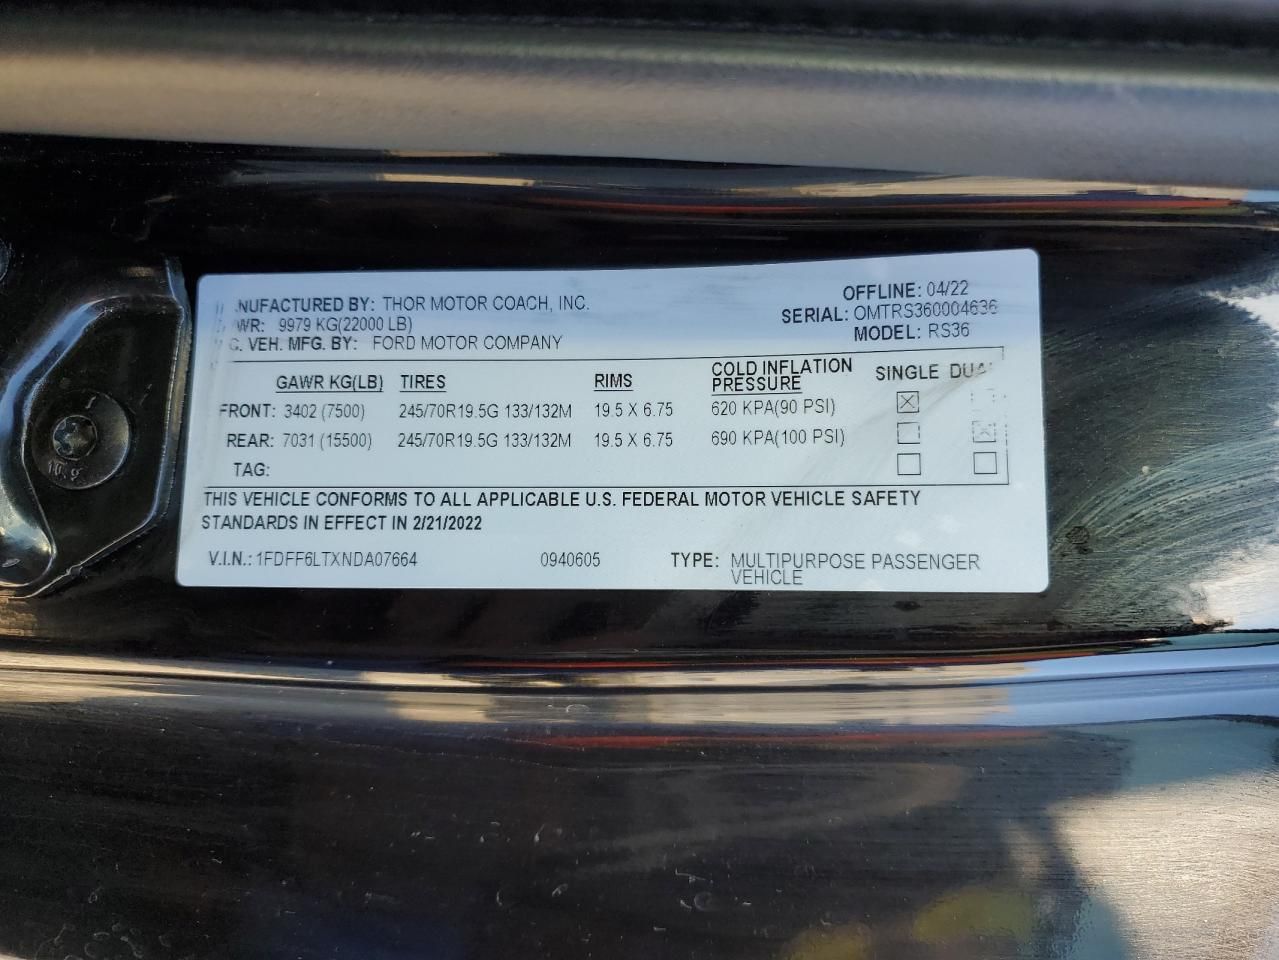 NUFACTURED BY: THOR MOTOR COACH, INC. OFFLINE: 04/22
WR: 9979 KG(22000 LB) SERIAL: OMTRS360004636
C. VEH. MFG. BY: FORD MOTOR COMPANY MODEL: RS36
GAWR KG(LB) TIRES RIMS COLD INFLATION PRESSURE SINGLE DUAL
FRONT: 3402 (7500) 245/70R19.5G 133/132M 19.5 X 6.75 620 KPA(90 PSI)
REAR: 7031 (15500) 245/70R19.5G 133/132M 19.5 X 6.75 690 KPA(100 PSI)
TAG:
THIS VEHICLE CONFORMS TO ALL APPLICABLE U.S. FEDERAL MOTOR VEHICLE SAFETY
STANDARDS IN EFFECT IN 2/21/2022
V.I.N.: 1FDFF6LTXNDA07664 0940605 TYPE: MULTIPURPOSE PASSENGER
VEHICLE
10.9